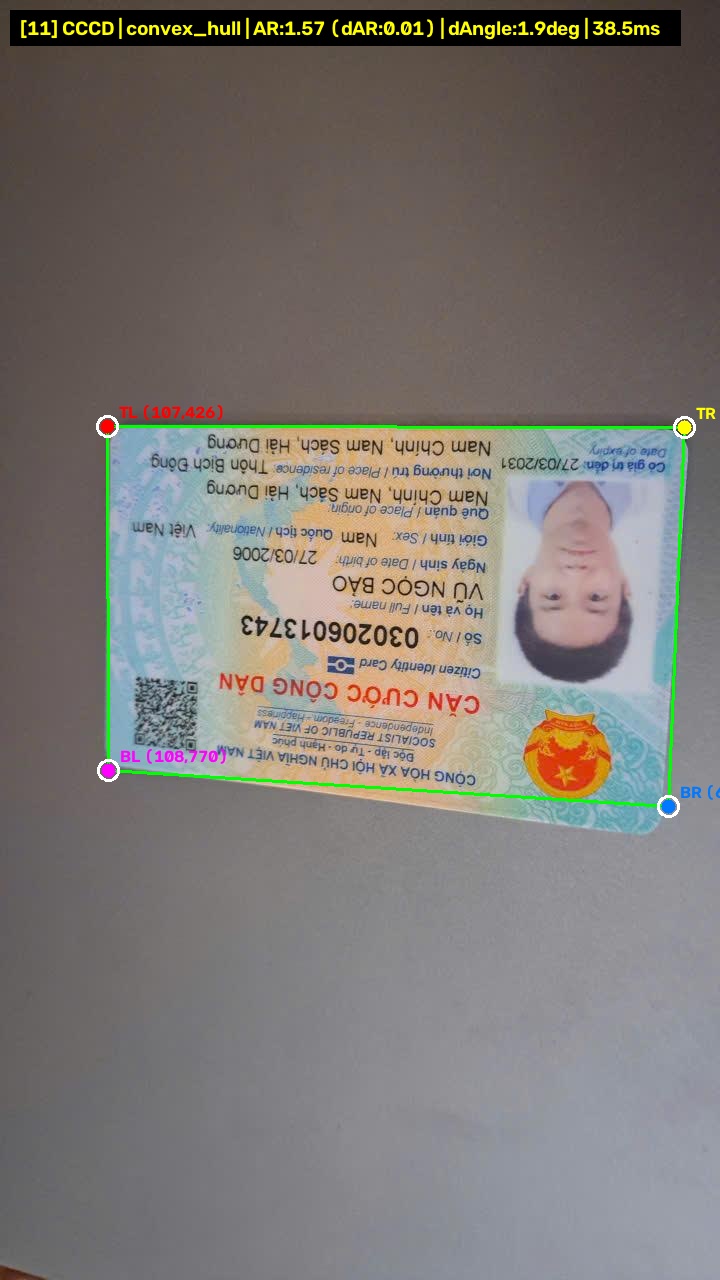 [11] CCCD | convex_hull | AR:1.57 (dAR:0.01) | dAngle:1.9deg | 38.5ms
TL (107,426)
TR
BL (108,770)
BR (6
CỘNG HÒA XÃ HỘI CHỦ NGHĨA VIỆT NAM
Độc lập - Tự do - Hạnh phúc
SOCIALIST REPUBLIC OF VIET NAM
Independence - Freedom - Happiness
CĂN CƯỚC CÔNG DÂN
Citizen Identity Card
Số / No.: 030206013743
Họ và tên / Full name:
VŨ NGỌC BẢO
Ngày sinh / Date of birth: 27/03/2006
Giới tính / Sex: Nam Quốc tịch / Nationality: Việt Nam
Quê quán / Place of origin:
Nam Chính, Nam Sách, Hải Dương
Nơi thường trú / Place of residence: Thôn Bịch Đông
Nam Chính, Nam Sách, Hải Dương
Có giá trị đến: 27/03/2031
Date of expiry